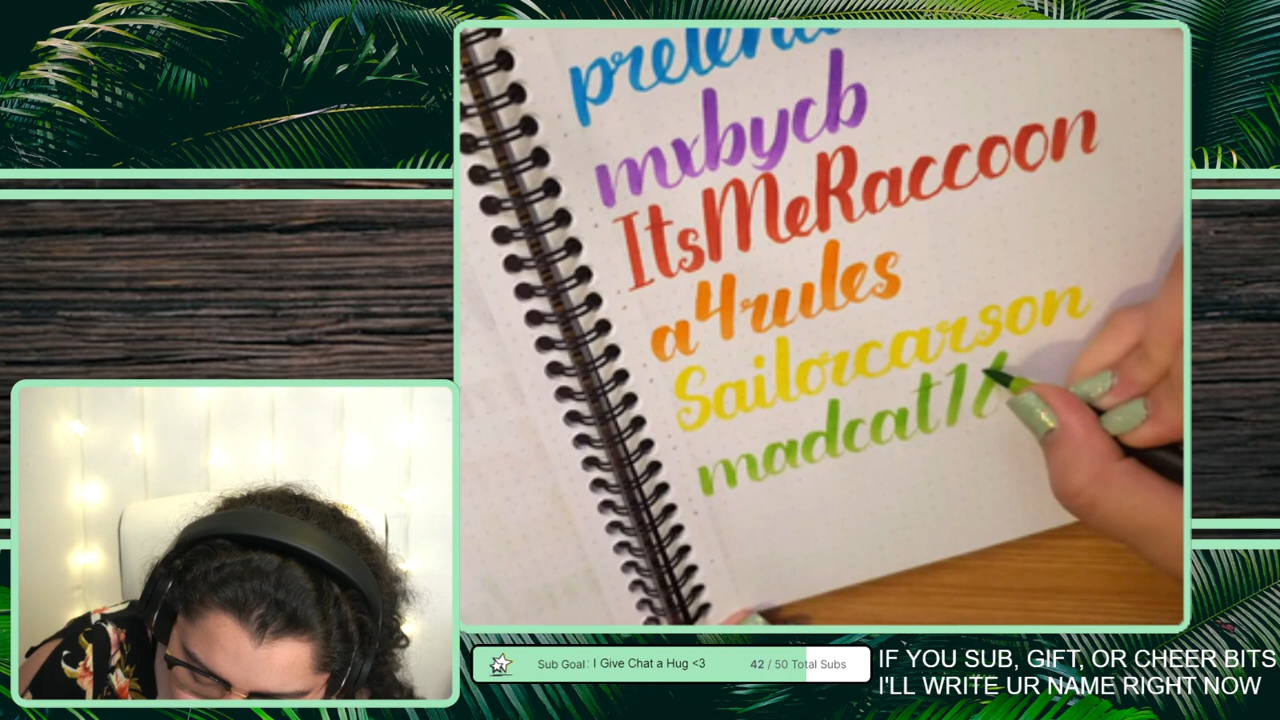 mxbycb
ItsMeRaccoon
a4rules
Sailorcarson
Sub Goal: I Give Chat a Hug <3 42 / 50 Total Subs
IF YOU SUB, GIFT, OR CHEER BITS
I'LL WRITE UR NAME RIGHT NOW